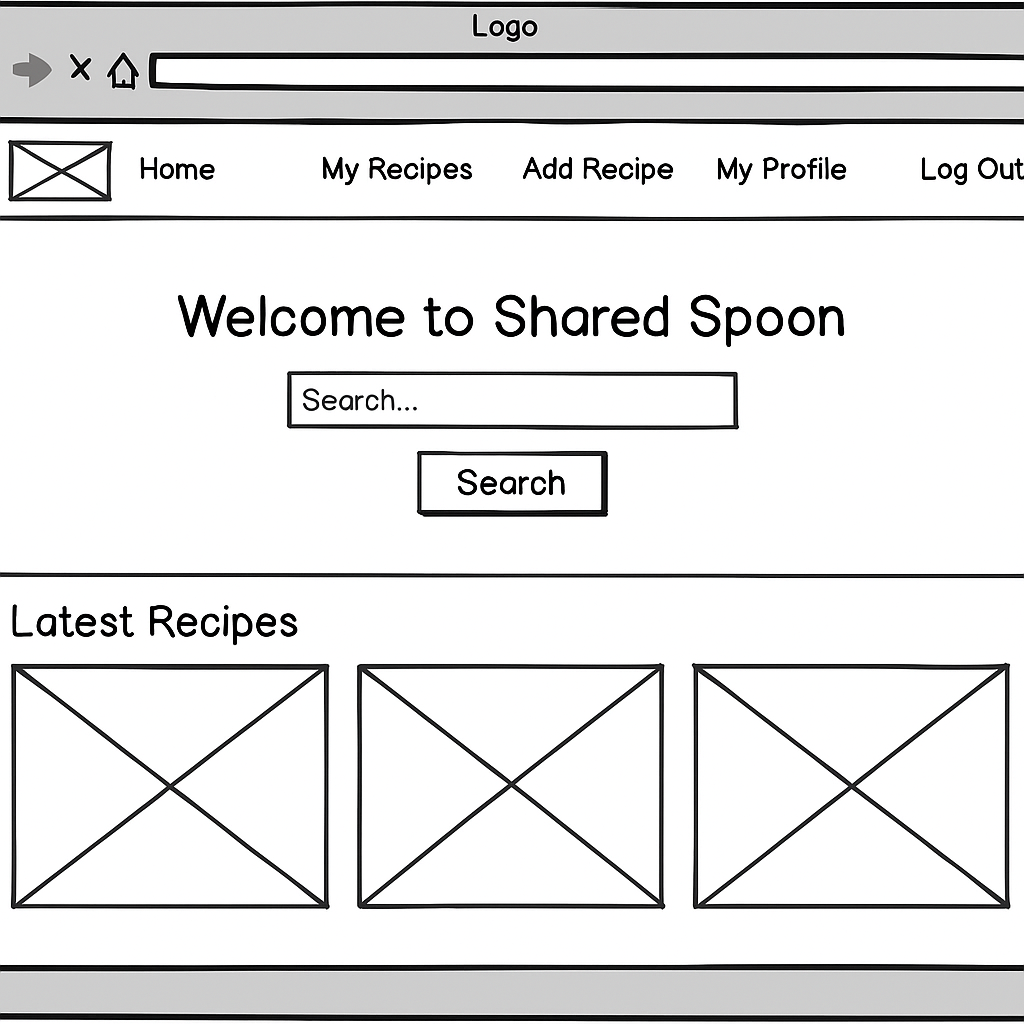 Logo
Home My Recipes Add Recipe My Profile Log Out
Welcome to Shared Spoon
Search...
Search
Latest Recipes